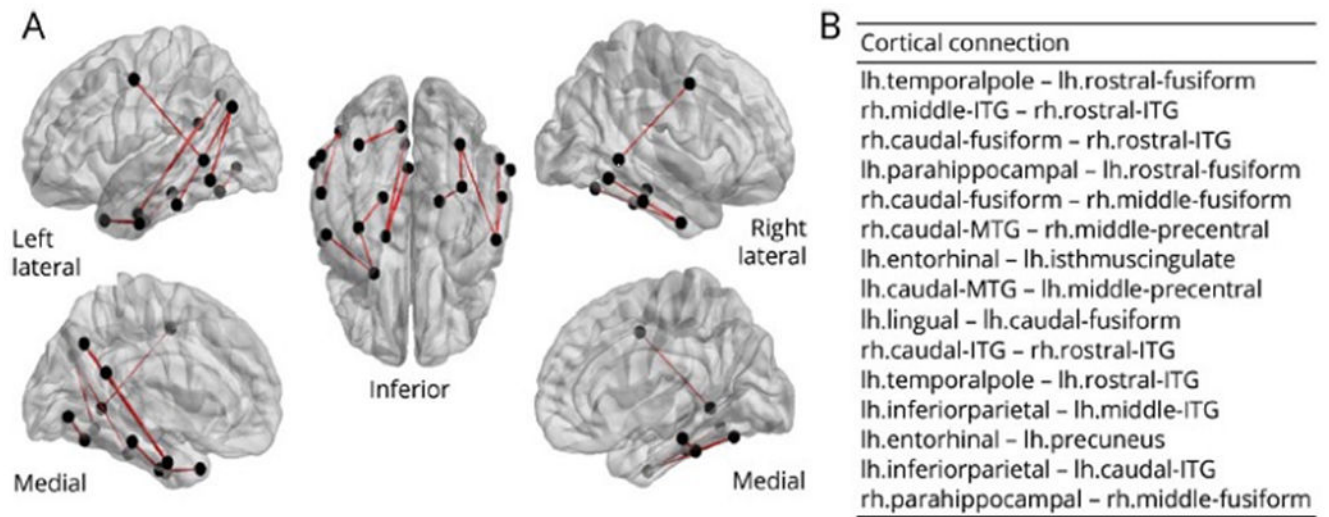 A
Left
lateral
Medial
Inferior
Right
lateral
Medial
B
Cortical connection
lh.temporalpole – lh.rostral-fusiform
rh.middle-ITG – rh.rostral-ITG
rh.caudal-fusiform – rh.rostral-ITG
lh.parahippocampal – lh.rostral-fusiform
rh.caudal-fusiform – rh.middle-fusiform
rh.caudal-MTG – rh.middle-precentral
lh.entorhinal – lh.isthmuscingulate
lh.caudal-MTG – lh.middle-precentral
lh.lingual – lh.caudal-fusiform
rh.caudal-ITG – rh.rostral-ITG
lh.temporalpole – lh.rostral-ITG
lh.inferiorparietal – lh.middle-ITG
lh.entorhinal – lh.precuneus
lh.inferiorparietal – lh.caudal-ITG
rh.parahippocampal – rh.middle-fusiform